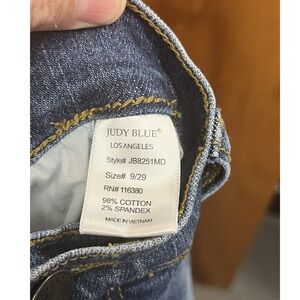 JUDY BLUE®
LOS ANGELES
Style# JB8251MD
Size# 9/29
RN# 116380
98% COTTON
2% SPANDEX
MADE IN VIETNAM